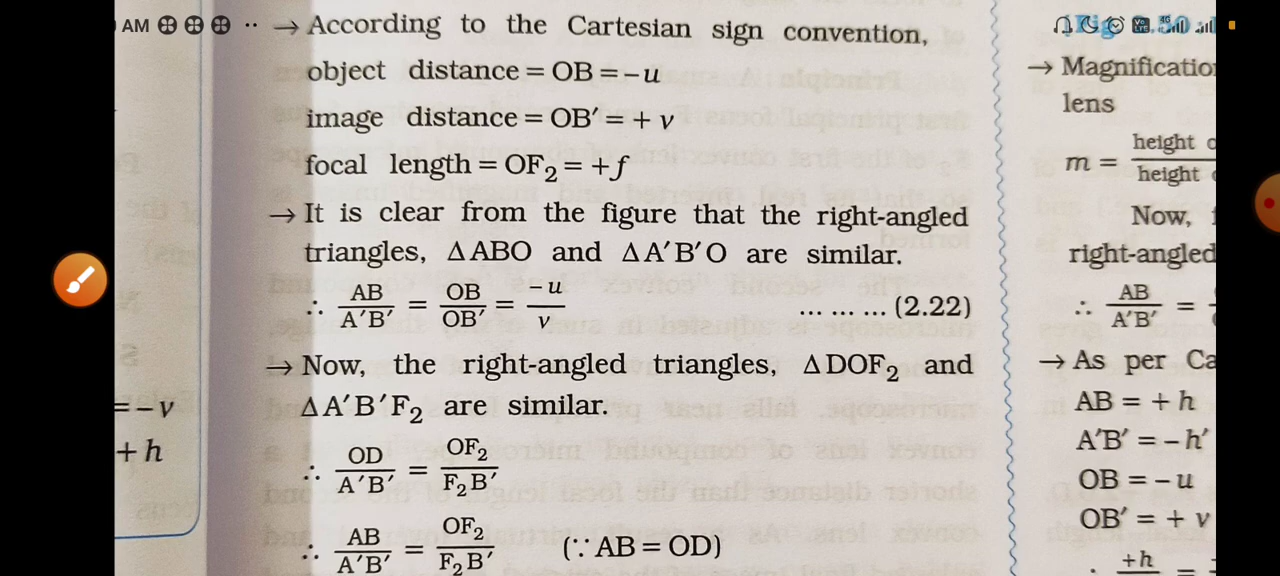 AM
→ According to the Cartesian sign convention,
object distance = OB = −u
image distance = OB′ = + v
focal length = OF₂ = +f
→ It is clear from the figure that the right-angled
triangles, ΔABO and ΔA′B′O are similar.
∴ AB/A′B′ = OB/OB′ = −u/v ... ... ... (2.22)
→ Now, the right-angled triangles, ΔDOF₂ and
ΔA′B′F₂ are similar.
∴ OD/A′B′ = OF₂/F₂B′
∴ AB/A′B′ = OF₂/F₂B′ (∵ AB = OD)
= −v
+ h
→ Magnificatio
lens
m = height / height
Now,
right-angled
∴ AB/A′B′ =
→ As per Ca
AB = + h
A′B′ = − h′
OB = − u
OB′ = + v
∴ +h =